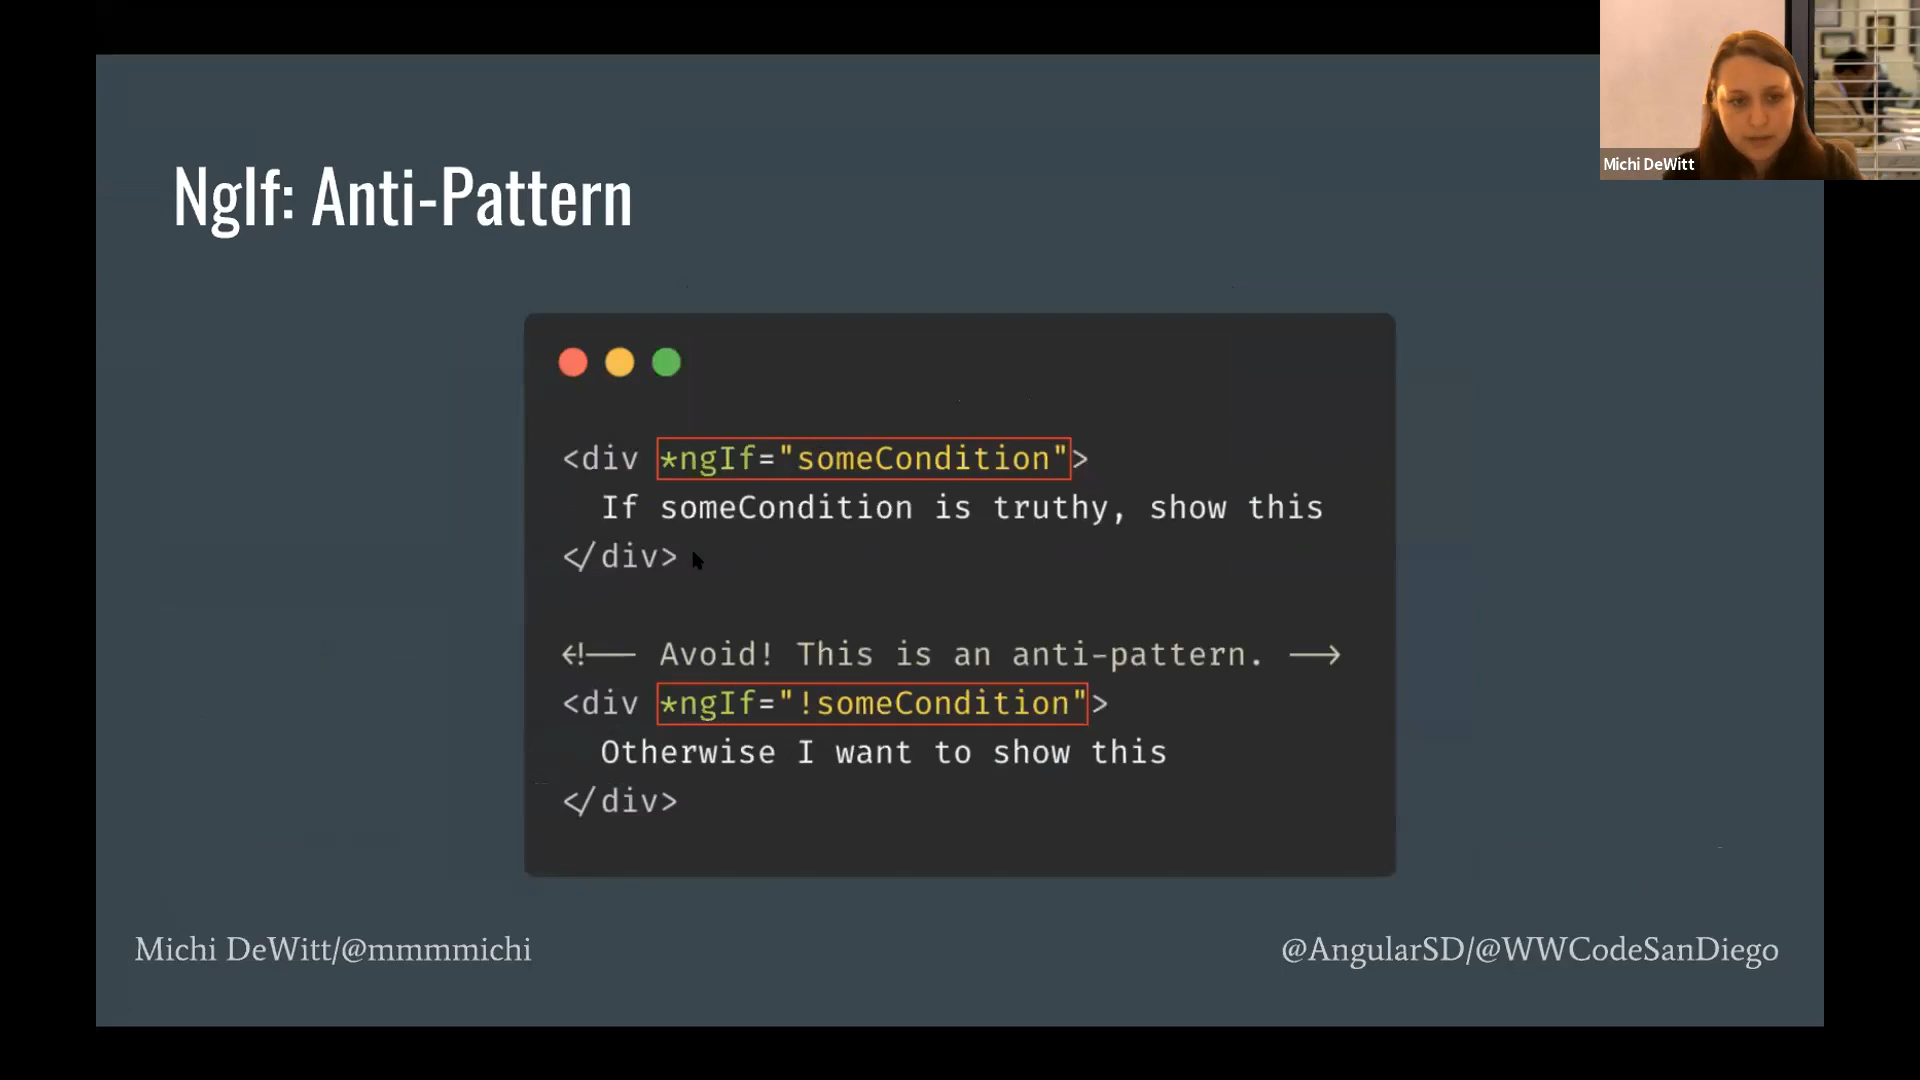 Michi DeWitt
NgIf: Anti-Pattern
<div *ngIf="someCondition">
If someCondition is truthy, show this
</div>
<!-- Avoid! This is an anti-pattern. -->
<div *ngIf="!someCondition">
Otherwise I want to show this
</div>
Michi DeWitt/@mmmmichi
@AngularSD/@WWCodeSanDiego